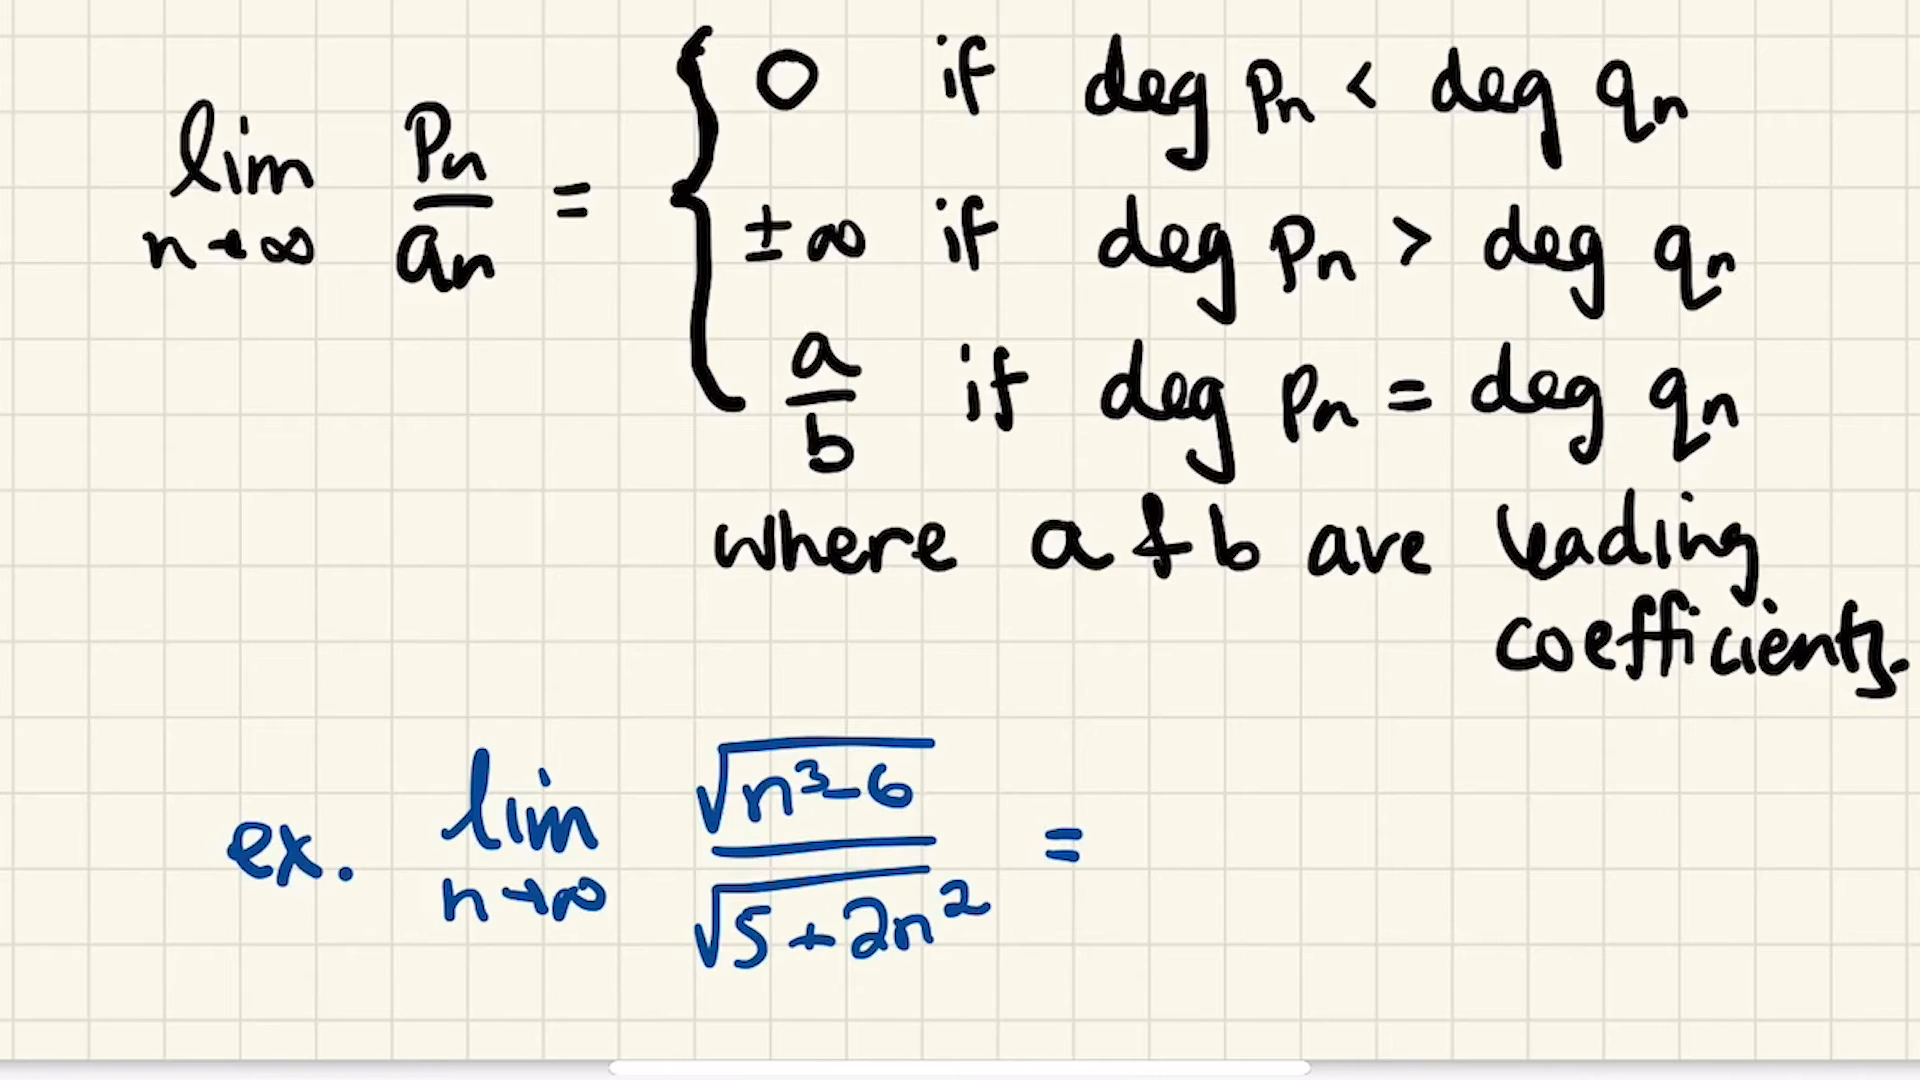 lim n→∞ pn/qn = { 0 if deg pn < deg qn
±∞ if deg pn > deg qn
a/b if deg pn = deg qn
where a & b are leading
coefficients.
ex. lim n→∞ √(n³-6) / √(5+2n²) =